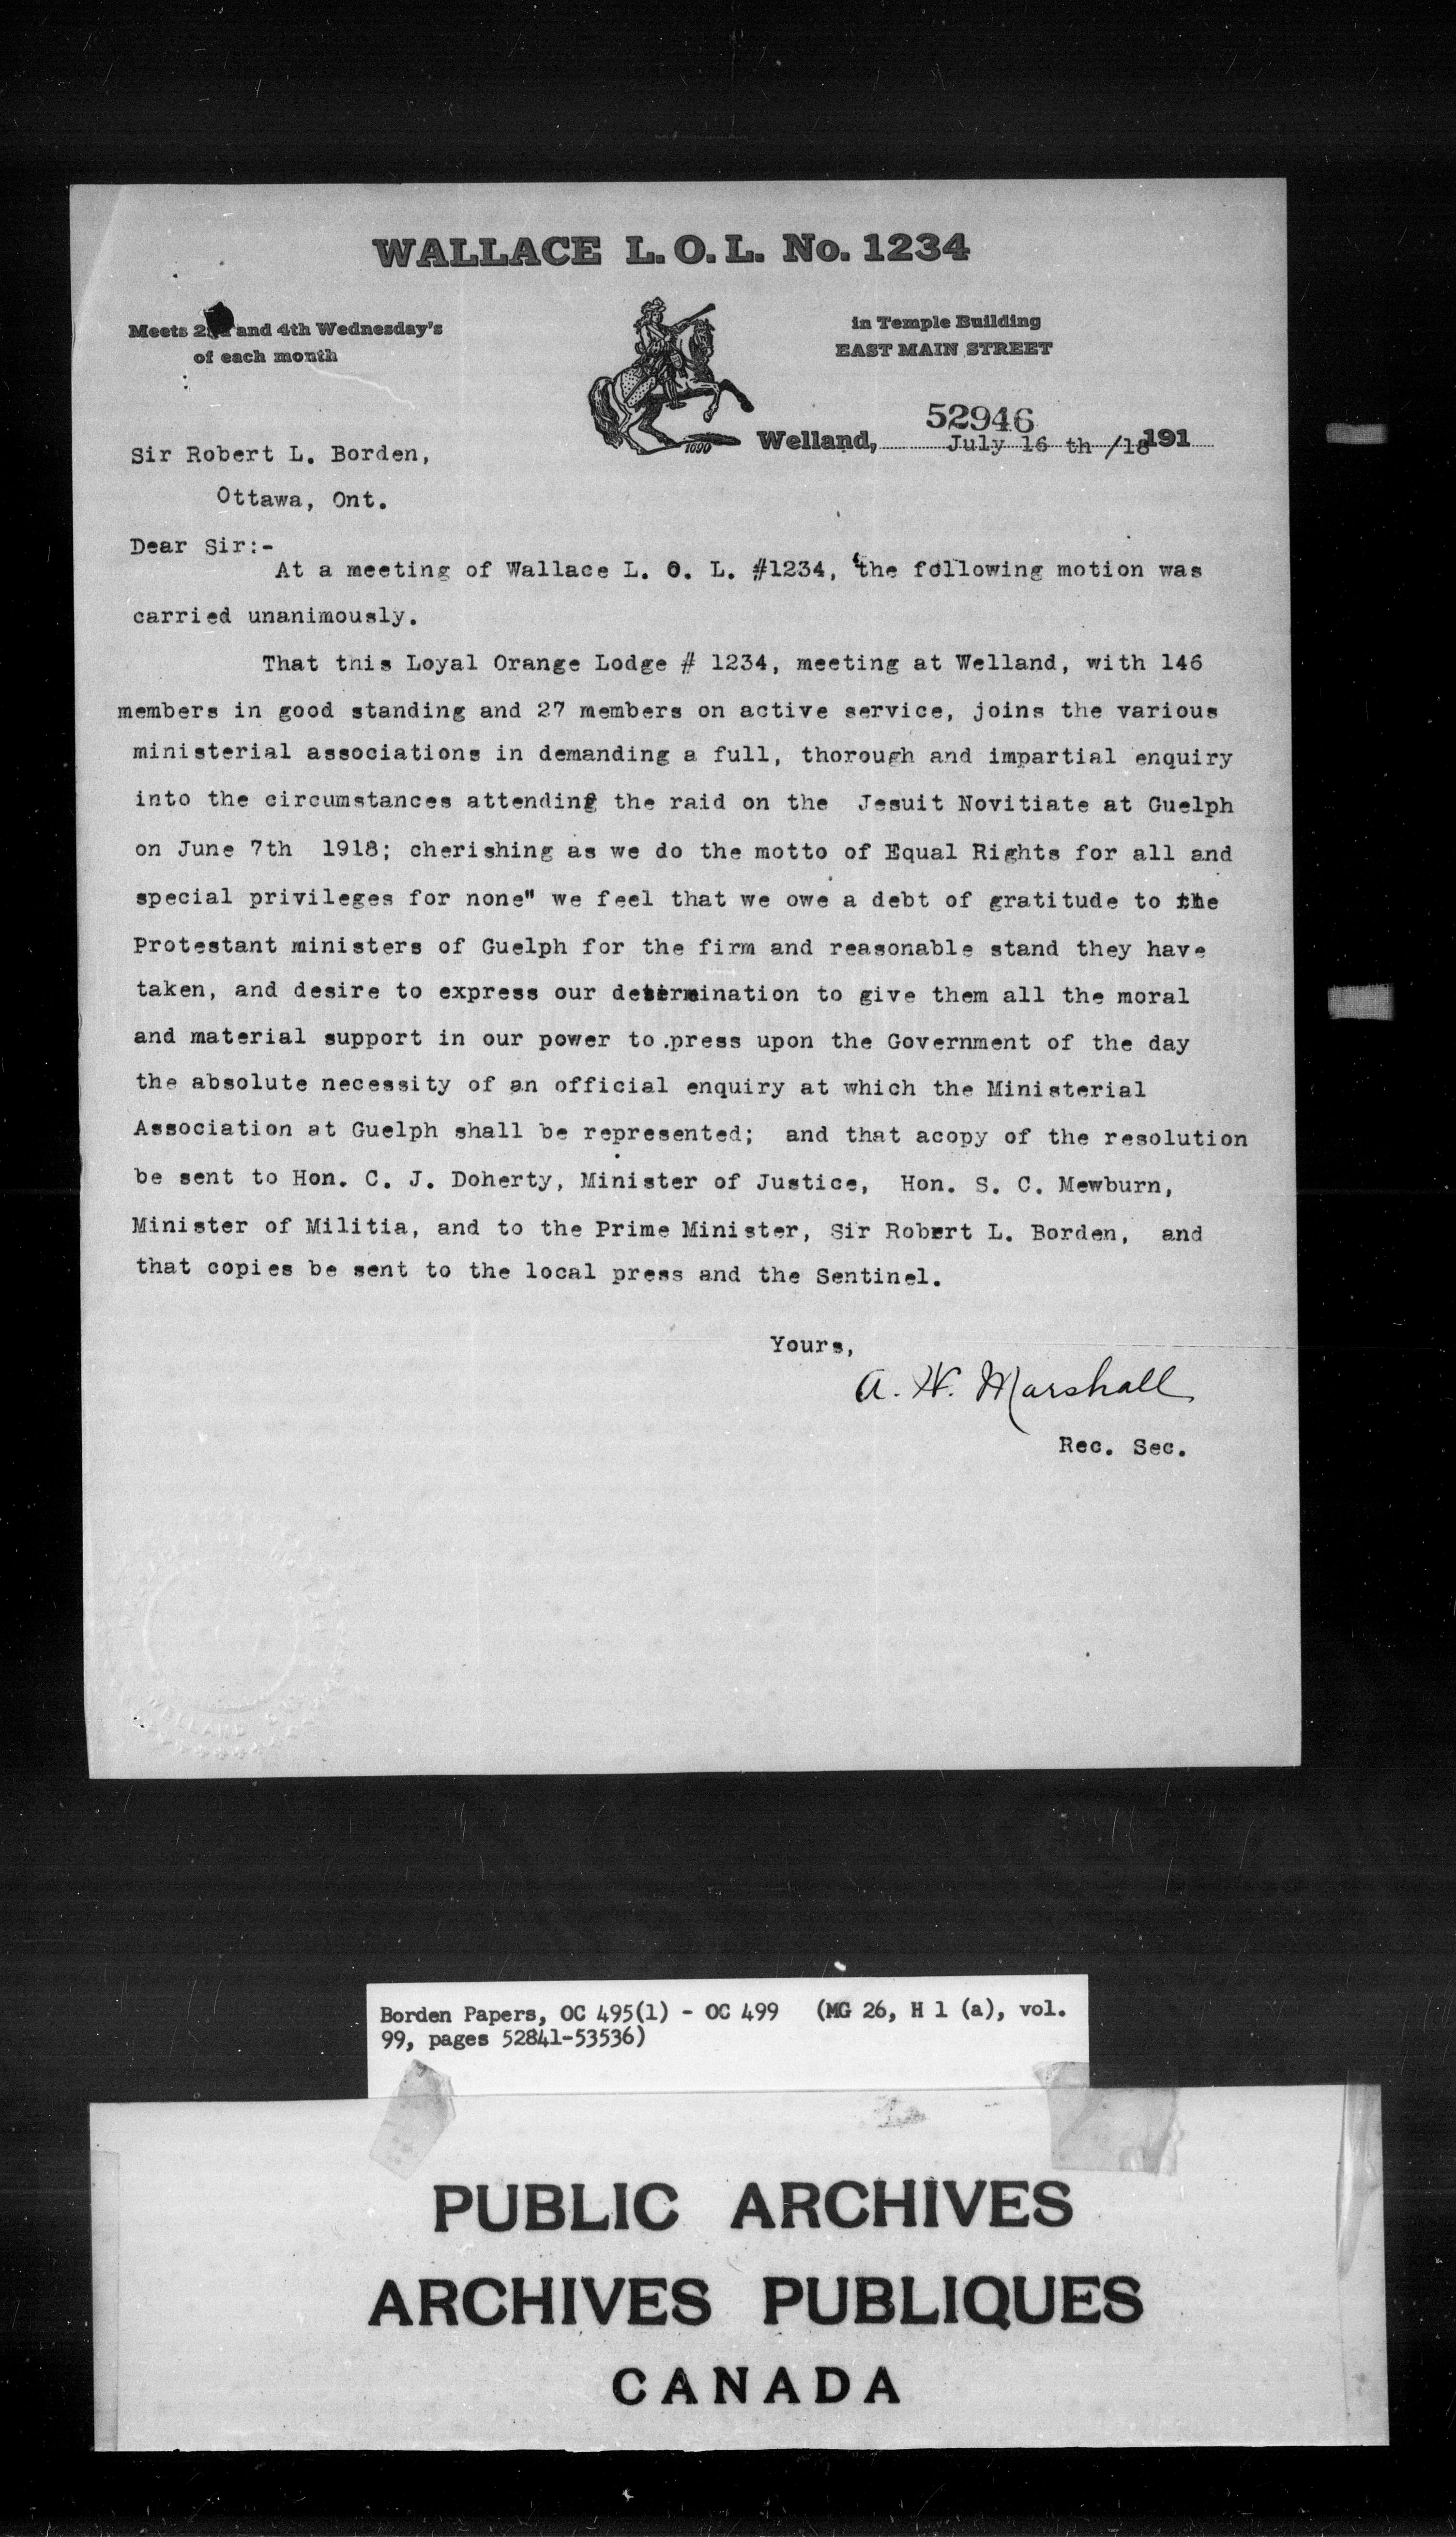 WALLACE L. O. L. No. 1234
Meets 2nd and 4th Wednesday's
of each month
in Temple Building
EAST MAIN STREET
1690
52946
Welland, July 16 th /18 191
Sir Robert L. Borden,
Ottawa, Ont.
Dear Sir:-
At a meeting of Wallace L. O. L. #1234, the following motion was
carried unanimously.
That this Loyal Orange Lodge # 1234, meeting at Welland, with 146
members in good standing and 27 members on active service, joins the various
ministerial associations in demanding a full, thorough and impartial enquiry
into the circumstances attending the raid on the Jesuit Novitiate at Guelph
on June 7th 1918; cherishing as we do the motto of Equal Rights for all and
special privileges for none" we feel that we owe a debt of gratitude to the
Protestant ministers of Guelph for the firm and reasonable stand they have
taken, and desire to express our determination to give them all the moral
and material support in our power to .press upon the Government of the day
the absolute necessity of an official enquiry at which the Ministerial
Association at Guelph shall be represented; and that acopy of the resolution
be sent to Hon. C. J. Doherty, Minister of Justice, Hon. S. C. Mewburn,
Minister of Militia, and to the Prime Minister, Sir Robert L. Borden, and
that copies be sent to the local press and the Sentinel.
Yours,
A. W. Marshall
Rec. Sec.
WELLAND
Borden Papers, OC 495(1) - OC 499 (MG 26, H 1 (a), vol.
99, pages 52841-53536)
PUBLIC ARCHIVES
ARCHIVES PUBLIQUES
CANADA